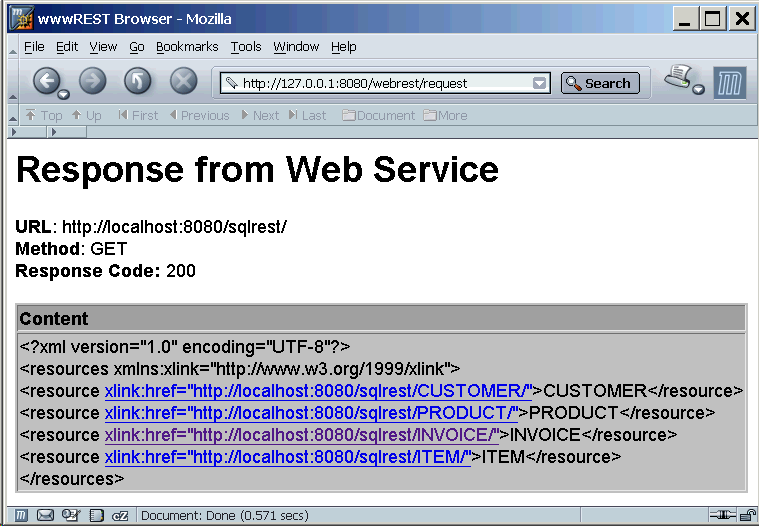 wwwREST Browser - Mozilla
File Edit View Go Bookmarks Tools Window Help
http://127.0.0.1:8080/webrest/request Search
Top Up First Previous Next Last Document More
Response from Web Service
URL: http://localhost:8080/sqlrest/
Method: GET
Response Code: 200
Content
<?xml version="1.0" encoding="UTF-8"?>
<resources xmlns:xlink="http://www.w3.org/1999/xlink">
<resource xlink:href="http://localhost:8080/sqlrest/CUSTOMER/">CUSTOMER</resource>
<resource xlink:href="http://localhost:8080/sqlrest/PRODUCT/">PRODUCT</resource>
<resource xlink:href="http://localhost:8080/sqlrest/INVOICE/">INVOICE</resource>
<resource xlink:href="http://localhost:8080/sqlrest/ITEM/">ITEM</resource>
</resources>
Document: Done (0.571 secs)